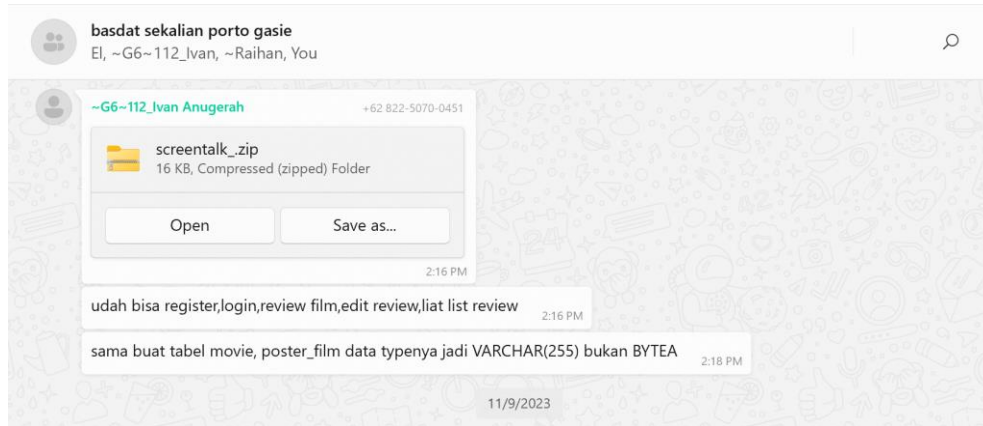 basdat sekalian porto gasie
El, ~G6~112_Ivan, ~Raihan, You
~G6~112_Ivan Anugerah +62 822-5070-0451
screentalk_.zip
16 KB, Compressed (zipped) Folder
Open Save as...
2:16 PM
udah bisa register,login,review film,edit review,liat list review 2:16 PM
sama buat tabel movie, poster_film data typenya jadi VARCHAR(255) bukan BYTEA 2:18 PM
11/9/2023